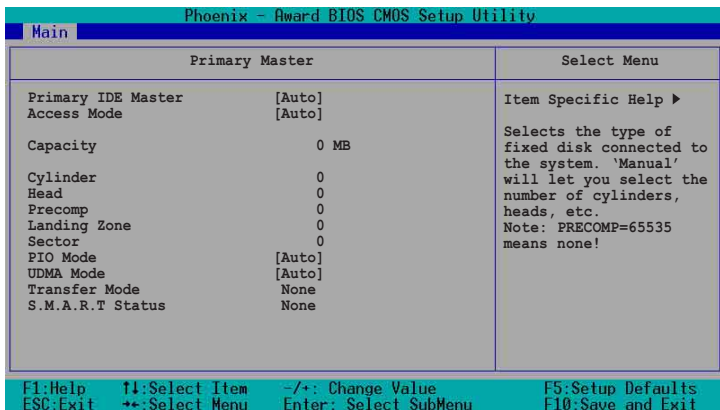 Phoenix - Award BIOS CMOS Setup Utility
Main
Primary Master
Select Menu
Primary IDE Master [Auto]
Access Mode [Auto]
Capacity 0 MB
Cylinder 0
Head 0
Precomp 0
Landing Zone 0
Sector 0
PIO Mode [Auto]
UDMA Mode [Auto]
Transfer Mode None
S.M.A.R.T Status None
Item Specific Help ▶
Selects the type of
fixed disk connected to
the system. ‘Manual’
will let you select the
number of cylinders,
heads, etc.
Note: PRECOMP=65535
means none!
F1:Help ↑↓:Select Item -/+: Change Value F5:Setup Defaults
ESC:Exit →←:Select Menu Enter: Select SubMenu F10:Save and Exit